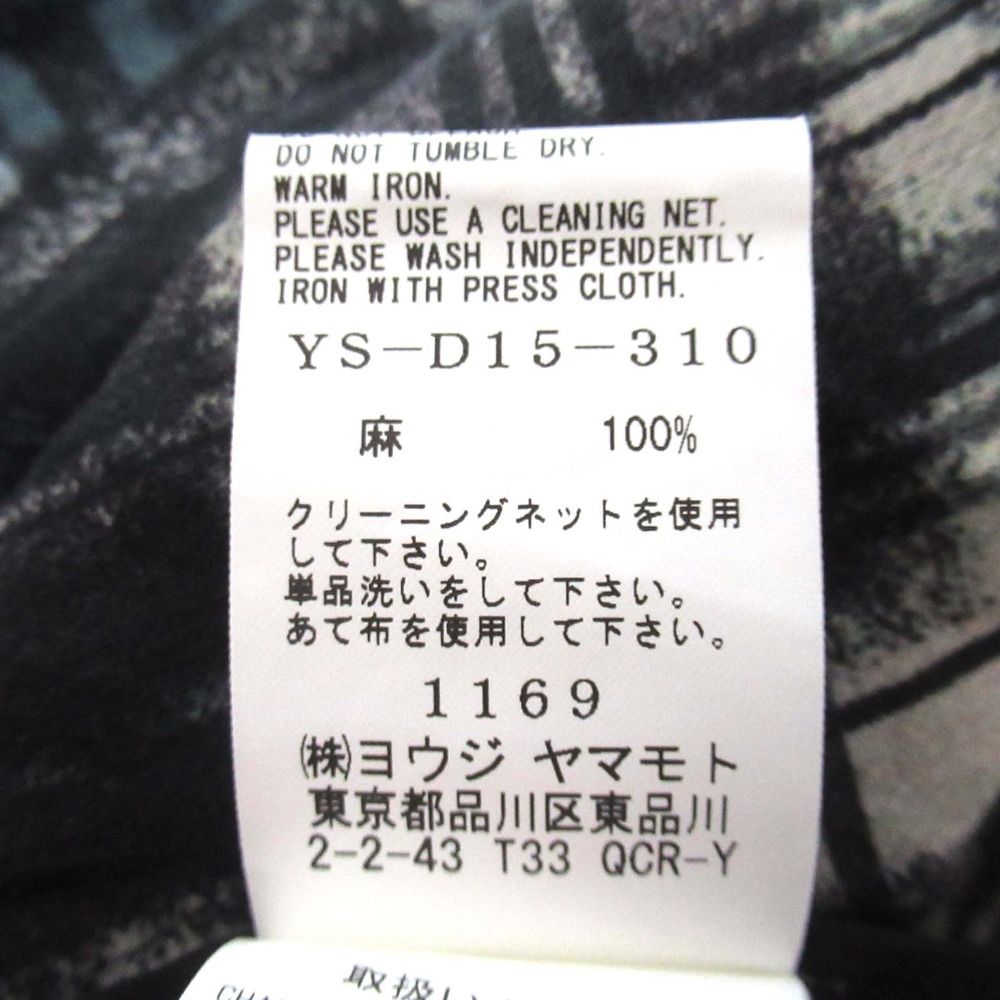 DO NOT TUMBLE DRY.
WARM IRON.
PLEASE USE A CLEANING NET.
PLEASE WASH INDEPENDENTLY.
IRON WITH PRESS CLOTH.
YS-D15-310
麻 100%
クリーニングネットを使用
して下さい。
単品洗いをして下さい。
あて布を使用して下さい。
1169
(株)ヨウジ ヤマモト
東京都品川区東品川
2-2-43 T33 QCR-Y
取扱い